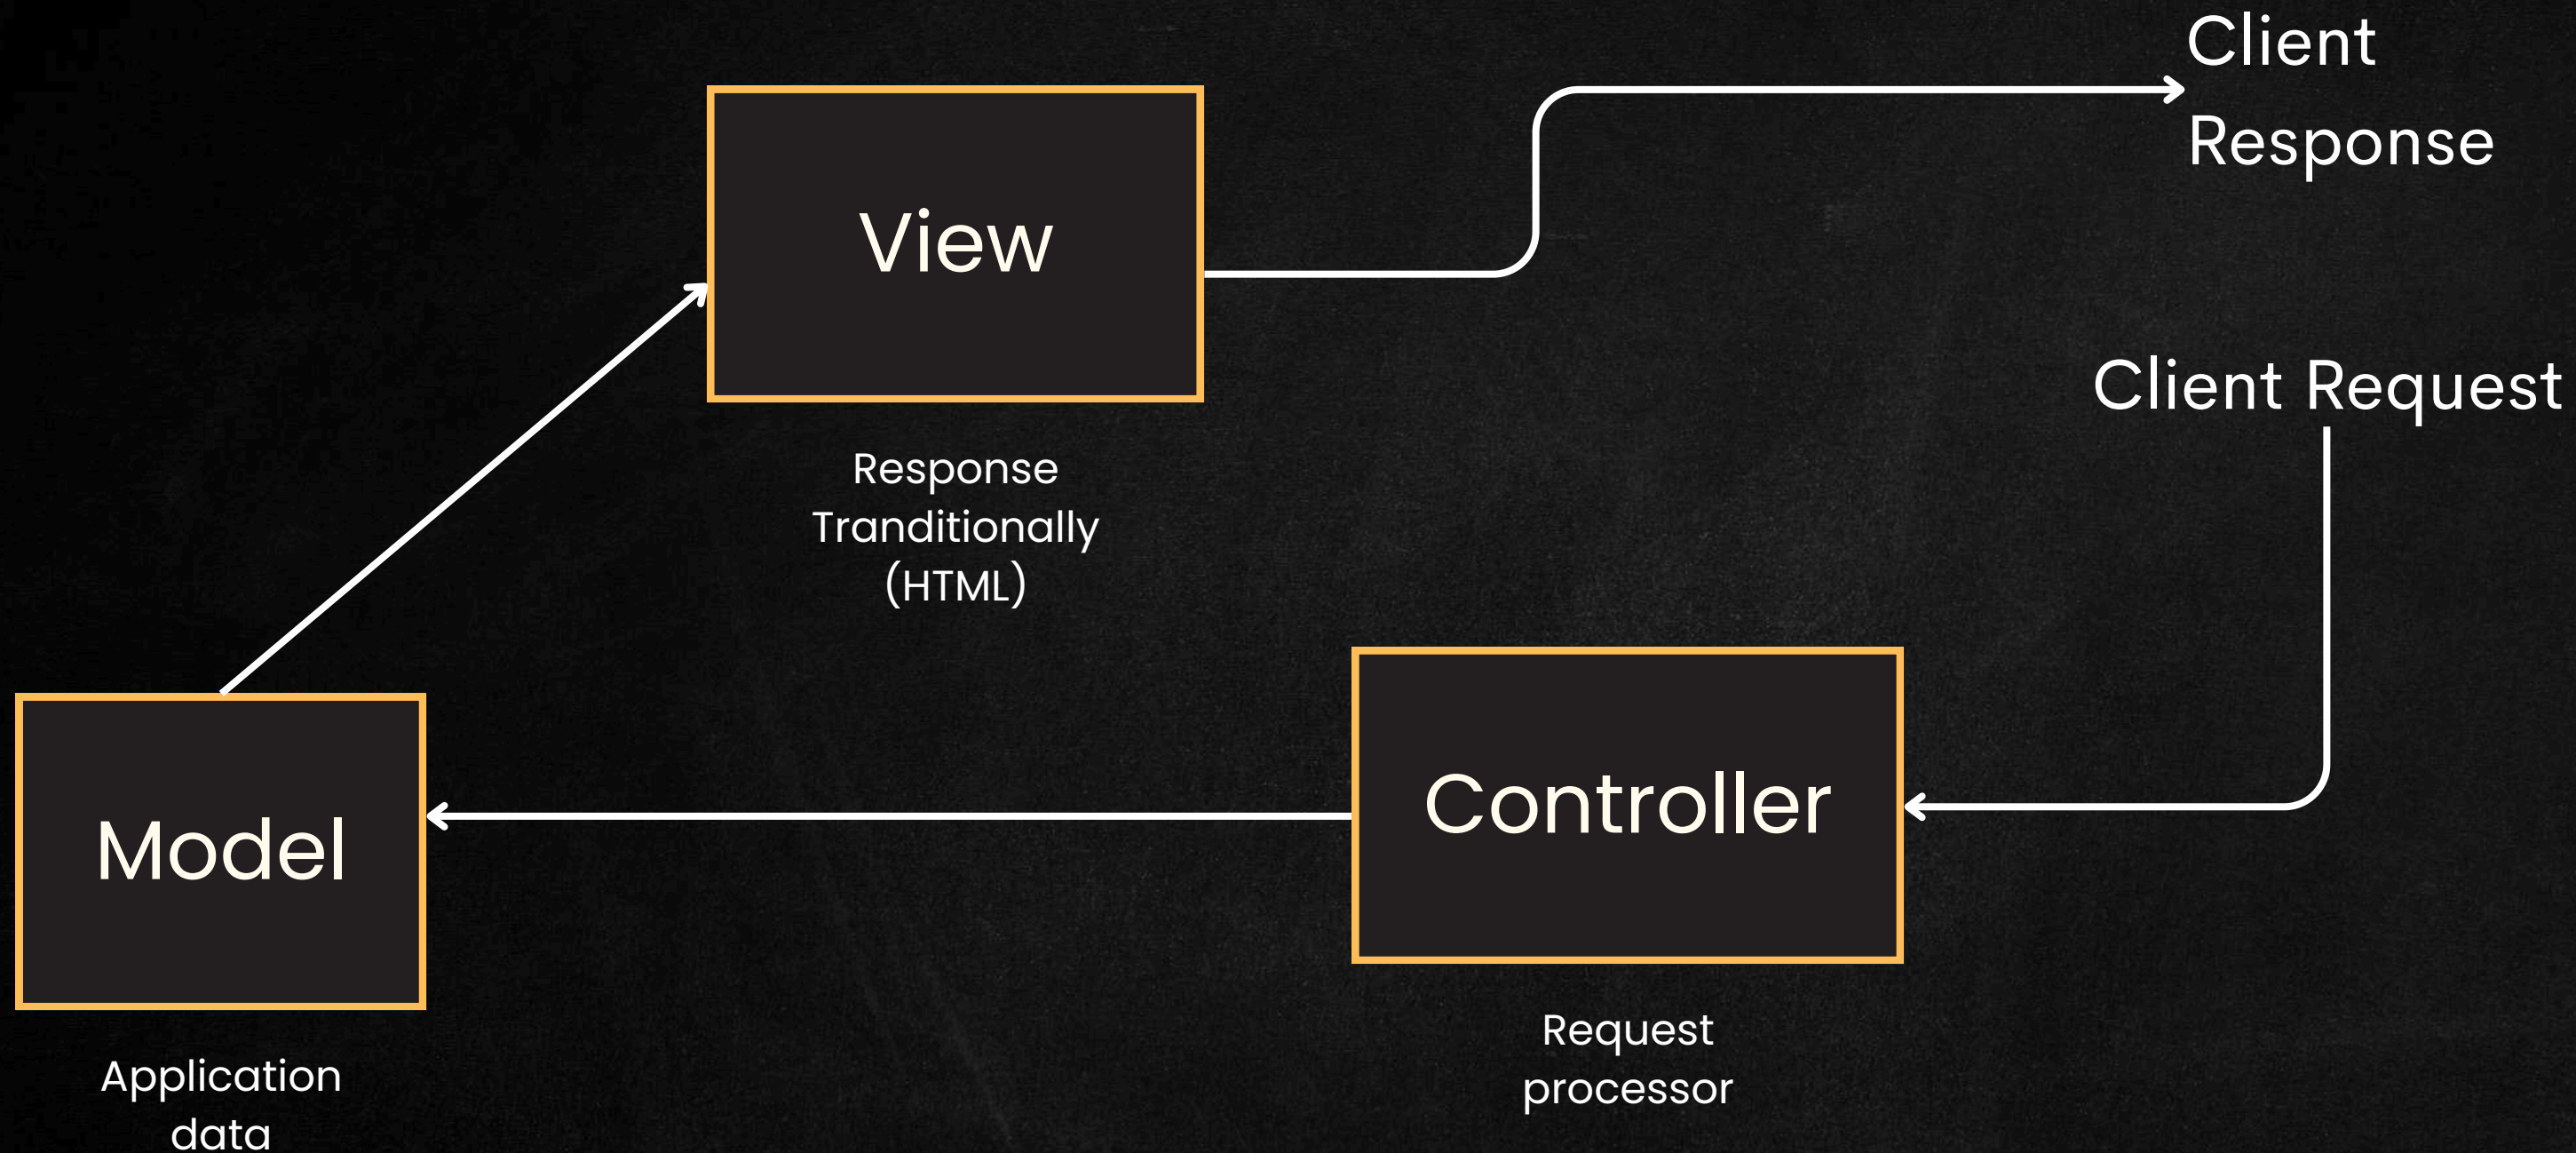 Client
Response
View
Client Request
Response
Tranditionally
(HTML)
Controller
Model
Request
processor
Application
data